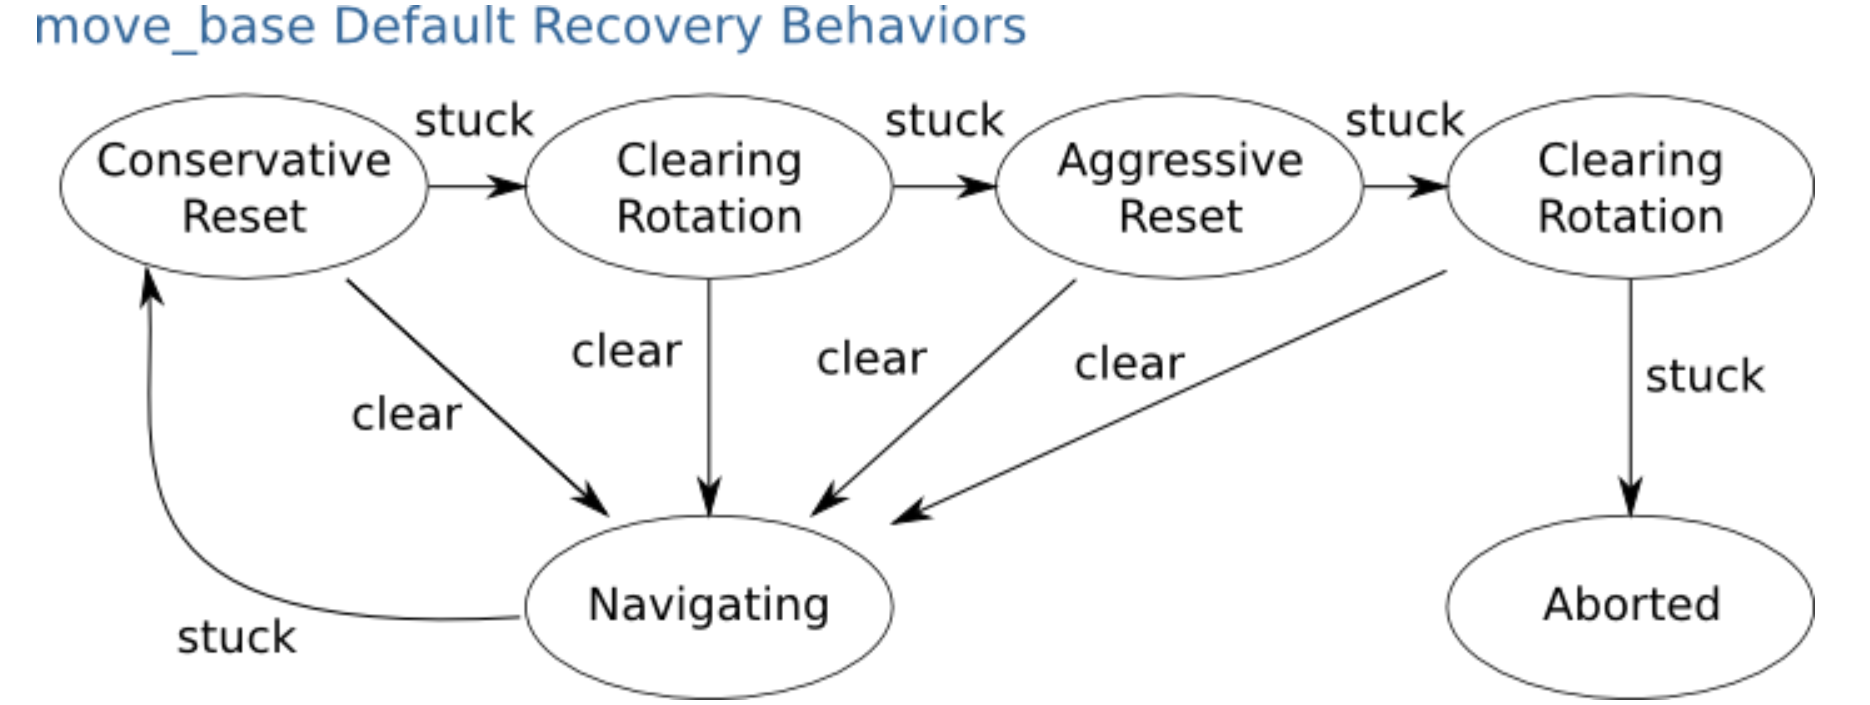 move_base Default Recovery Behaviors
stuck
stuck
stuck
Conservative
Reset
Clearing
Rotation
Aggressive
Reset
Clearing
Rotation
clear
clear
clear
clear
stuck
Navigating
Aborted
stuck